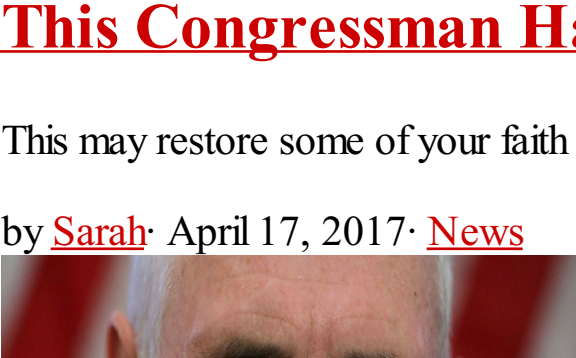 This Congressman
This may restore some of your faith
by Sarah· April 17, 2017· News